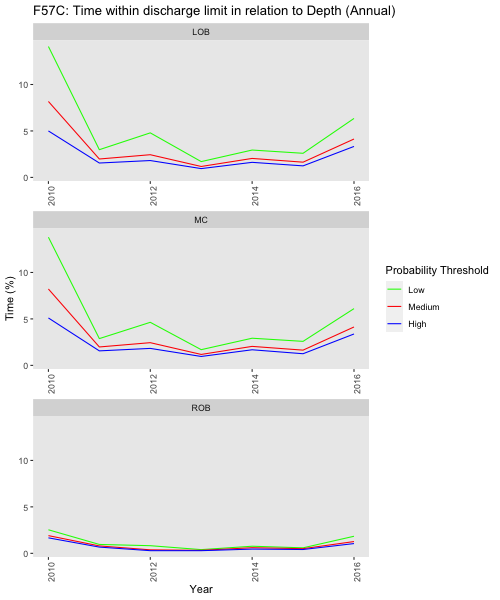 F57C: Time within discharge limit in relation to Depth (Annual)
LOB
10
5
0
2010
2012
2014
2016
MC
10
5
0
2010
2012
2014
2016
ROB
10
5
0
2010
2012
2014
2016
Time (%)
Year
Probability Threshold
Low
Medium
High